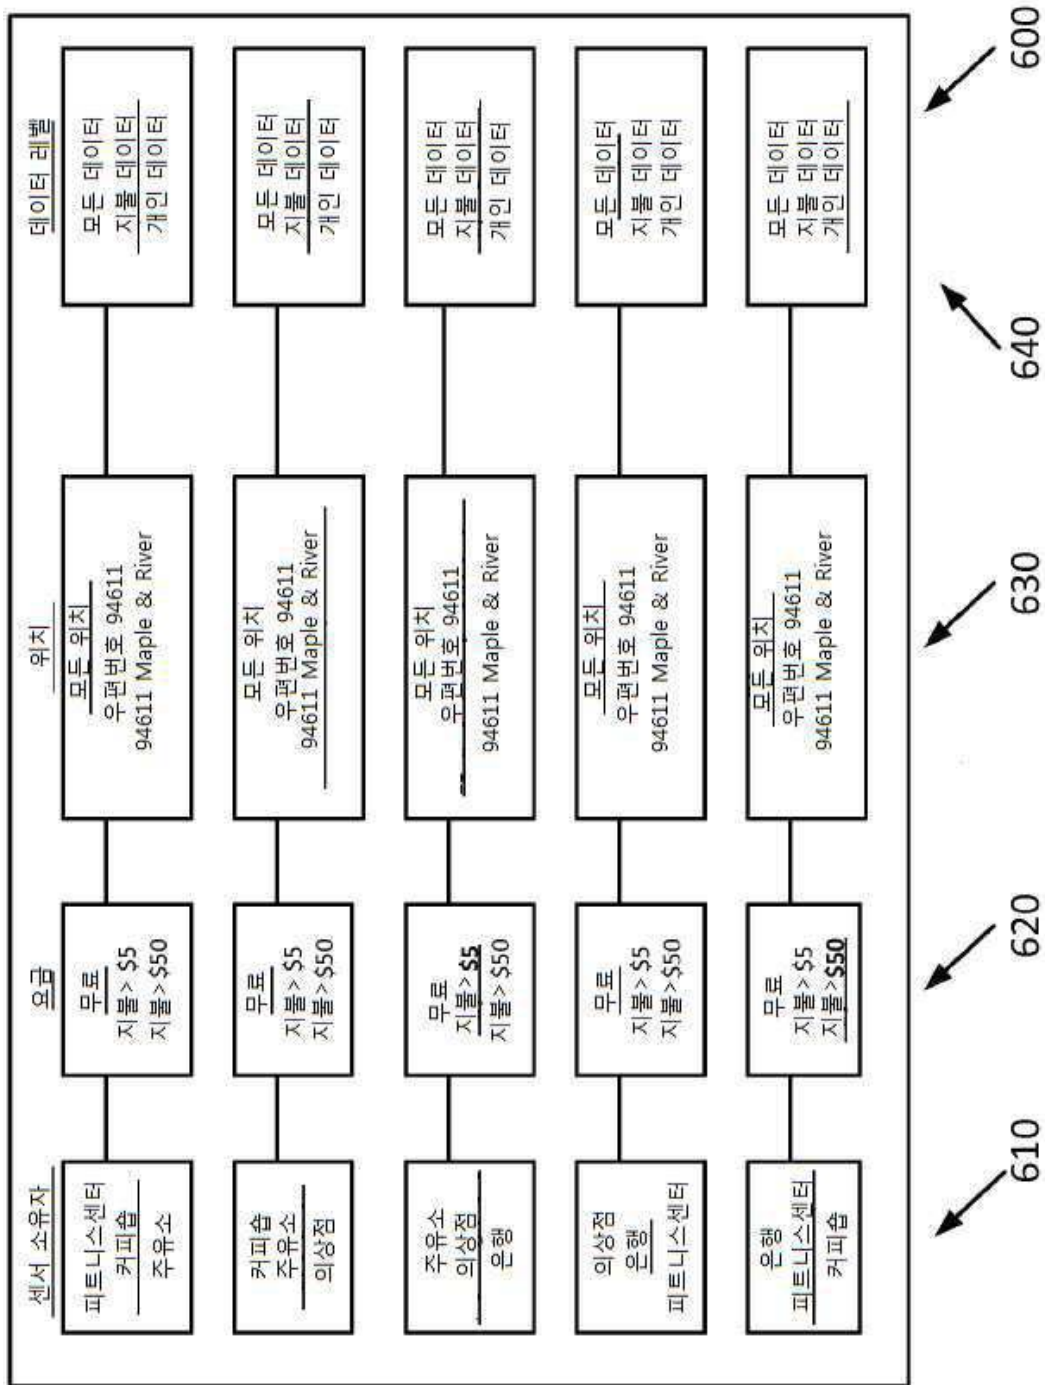 센서 소유자
요금
위치
데이터 레벨
피트니스센터
커피숍
주유소
무료
지불> $5
지불>$50
모든 위치
우편번호 94611
94611 Maple & River
모든 데이터
지불 데이터
개인 데이터
커피숍
주유소
의상점
무료
지불> $5
지불>$50
모든 위치
우편번호 94611
94611 Maple & River
모든 데이터
지불 데이터
개인 데이터
주유소
의상점
은행
무료
지불> $5
지불>$50
모든 위치
우편번호 94611
94611 Maple & River
모든 데이터
지불 데이터
개인 데이터
의상점
은행
피트니스센터
무료
지불> $5
지불>$50
모든 위치
우편번호 94611
94611 Maple & River
모든 데이터
지불 데이터
개인 데이터
은행
피트니스센터
커피숍
무료
지불> $5
지불>$50
모든 위치
우편번호 94611
94611 Maple & River
모든 데이터
지불 데이터
개인 데이터
610
620
630
640
600